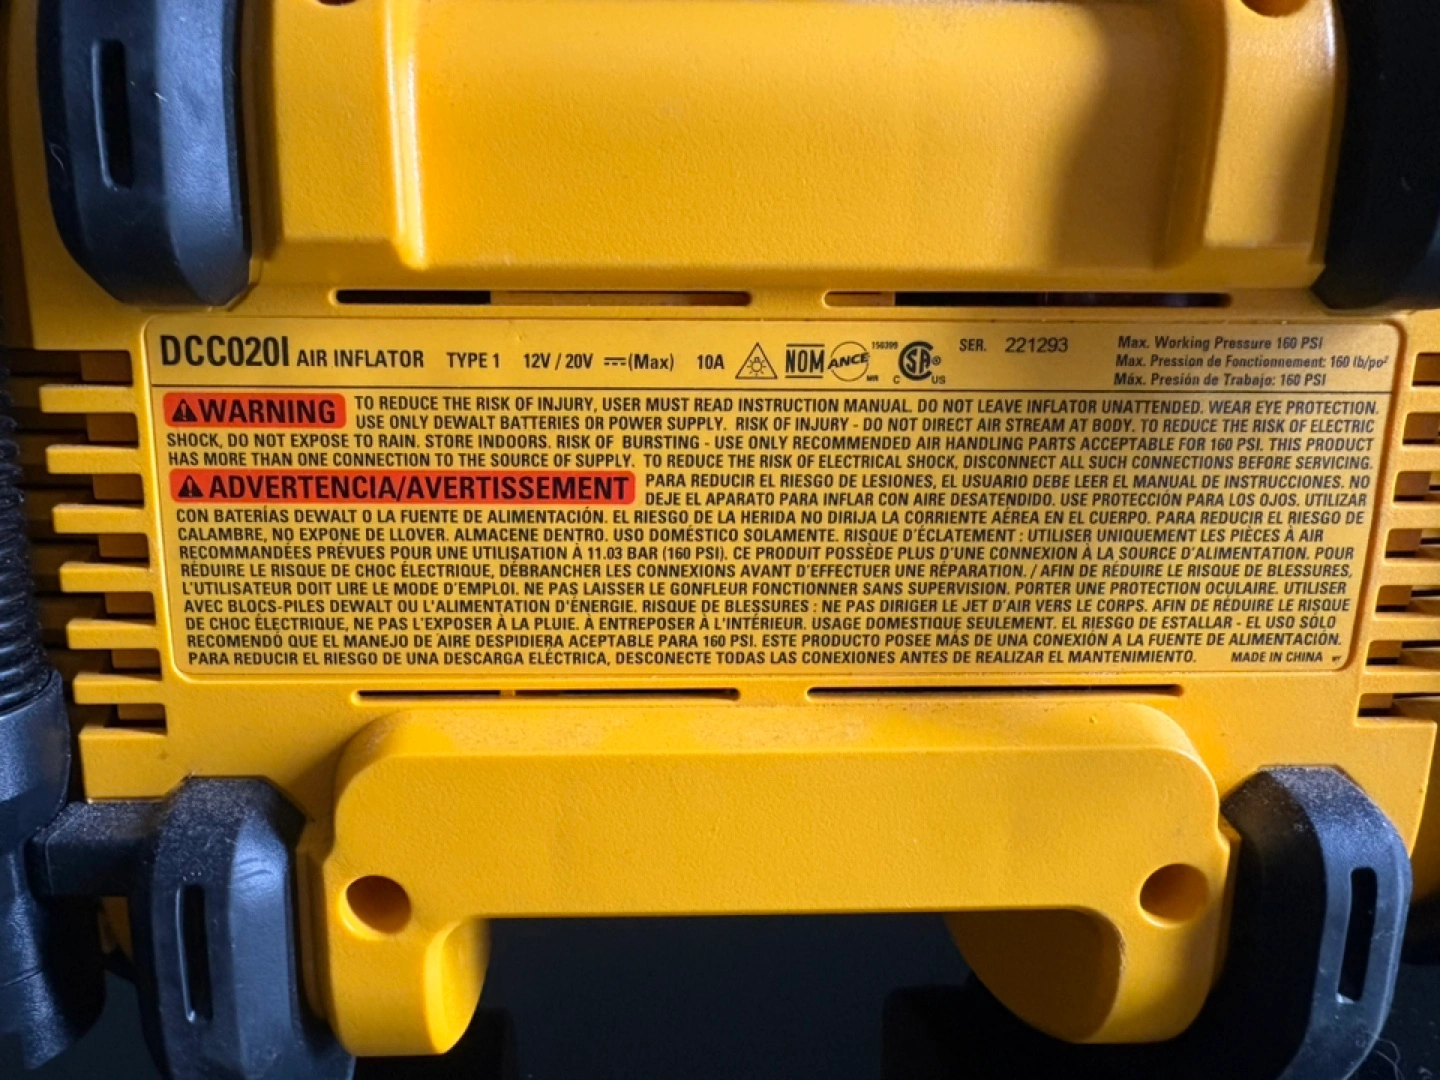 DCC020I AIR INFLATOR TYPE 1 12V / 20V ⎓(Max) 10A NOM ANCE MR 150399 CSA® C US SER. 221293
Max. Working Pressure 160 PSI
Max. Pression de Fonctionnement: 160 lb/po²
Máx. Presión de Trabajo: 160 PSI
⚠WARNING TO REDUCE THE RISK OF INJURY, USER MUST READ INSTRUCTION MANUAL. DO NOT LEAVE INFLATOR UNATTENDED. WEAR EYE PROTECTION.
USE ONLY DEWALT BATTERIES OR POWER SUPPLY. RISK OF INJURY - DO NOT DIRECT AIR STREAM AT BODY. TO REDUCE THE RISK OF ELECTRIC
SHOCK, DO NOT EXPOSE TO RAIN. STORE INDOORS. RISK OF BURSTING - USE ONLY RECOMMENDED AIR HANDLING PARTS ACCEPTABLE FOR 160 PSI. THIS PRODUCT
HAS MORE THAN ONE CONNECTION TO THE SOURCE OF SUPPLY. TO REDUCE THE RISK OF ELECTRICAL SHOCK, DISCONNECT ALL SUCH CONNECTIONS BEFORE SERVICING.
⚠ADVERTENCIA/AVERTISSEMENT PARA REDUCIR EL RIESGO DE LESIONES, EL USUARIO DEBE LEER EL MANUAL DE INSTRUCCIONES. NO
DEJE EL APARATO PARA INFLAR CON AIRE DESATENDIDO. USE PROTECCIÓN PARA LOS OJOS. UTILIZAR
CON BATERÍAS DEWALT O LA FUENTE DE ALIMENTACIÓN. EL RIESGO DE LA HERIDA NO DIRIJA LA CORRIENTE AÉREA EN EL CUERPO. PARA REDUCIR EL RIESGO DE
CALAMBRE, NO EXPONE DE LLOVER. ALMACENE DENTRO. USO DOMÉSTICO SOLAMENTE. RISQUE D'ÉCLATEMENT : UTILISER UNIQUEMENT LES PIÈCES À AIR
RECOMMANDÉES PRÉVUES POUR UNE UTILISATION À 11.03 BAR (160 PSI). CE PRODUIT POSSÈDE PLUS D'UNE CONNEXION À LA SOURCE D'ALIMENTATION. POUR
RÉDUIRE LE RISQUE DE CHOC ÉLECTRIQUE, DÉBRANCHER LES CONNEXIONS AVANT D'EFFECTUER UNE RÉPARATION. / AFIN DE RÉDUIRE LE RISQUE DE BLESSURES,
L'UTILISATEUR DOIT LIRE LE MODE D'EMPLOI. NE PAS LAISSER LE GONFLEUR FONCTIONNER SANS SUPERVISION. PORTER UNE PROTECTION OCULAIRE. UTILISER
AVEC BLOCS-PILES DEWALT OU L'ALIMENTATION D'ÉNERGIE. RISQUE DE BLESSURES : NE PAS DIRIGER LE JET D'AIR VERS LE CORPS. AFIN DE RÉDUIRE LE RISQUE
DE CHOC ÉLECTRIQUE, NE PAS L'EXPOSER À LA PLUIE. À ENTREPOSER À L'INTÉRIEUR. USAGE DOMESTIQUE SEULEMENT. EL RIESGO DE ESTALLAR - EL USO SÓLO
RECOMENDÓ QUE EL MANEJO DE AIRE DESPIDIERA ACEPTABLE PARA 160 PSI. ESTE PRODUCTO POSEE MÁS DE UNA CONEXIÓN A LA FUENTE DE ALIMENTACIÓN.
PARA REDUCIR EL RIESGO DE UNA DESCARGA ELÉCTRICA, DESCONECTE TODAS LAS CONEXIONES ANTES DE REALIZAR EL MANTENIMIENTO. MADE IN CHINA